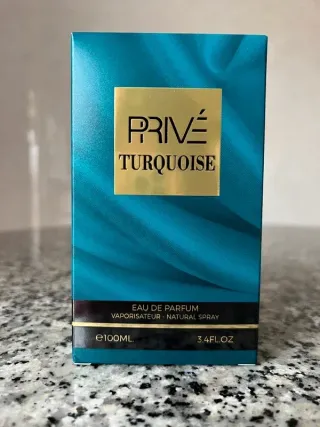 PRIVÉ
TURQUOISE
EAU DE PARFUM
VAPORISATEUR - NATURAL SPRAY
℮100ML 3.4FL.OZ